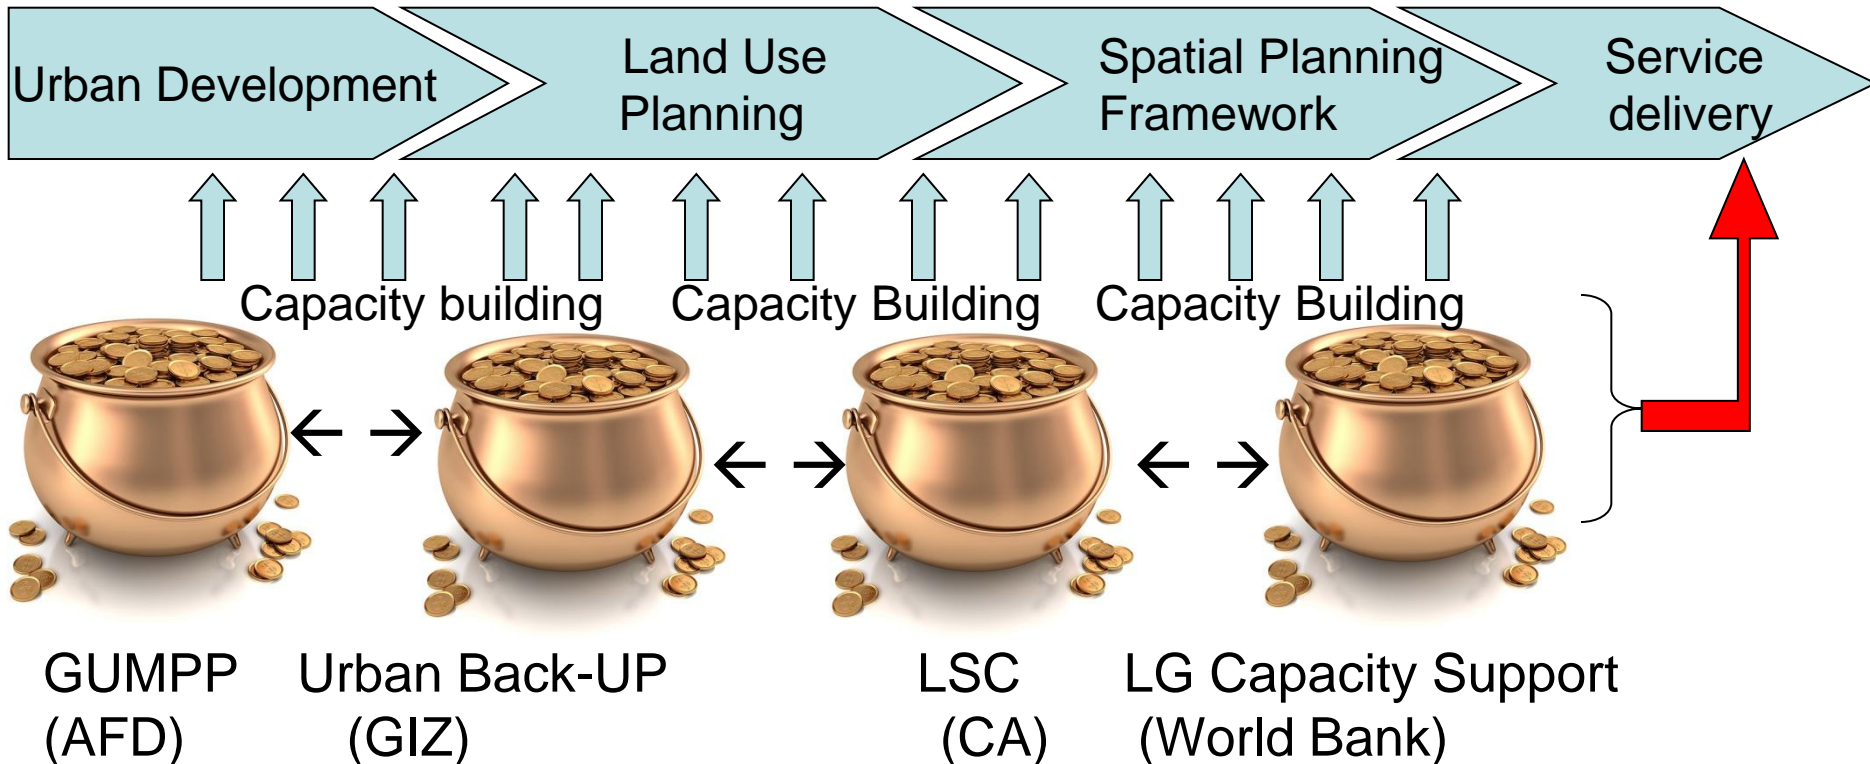 Urban Development
Land Use
Planning
Spatial Planning
Framework
Service
delivery
Capacity building
Capacity Building
Capacity Building
GUMPP
(AFD)
Urban Back-UP
(GIZ)
LSC
(CA)
LG Capacity Support
(World Bank)